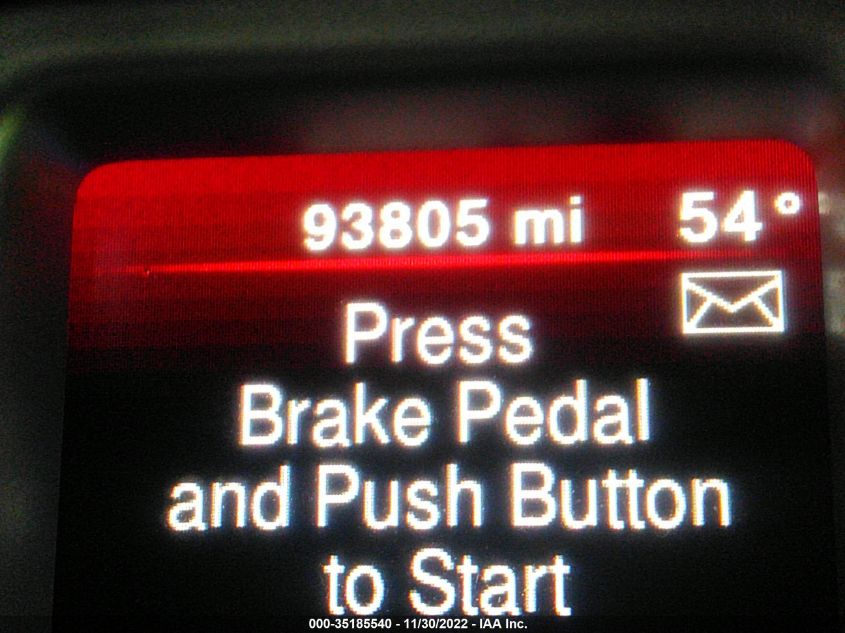 93805 mi 54°
Press
Brake Pedal
and Push Button
to Start
000-35185540 - 11/30/2022 - IAA Inc.